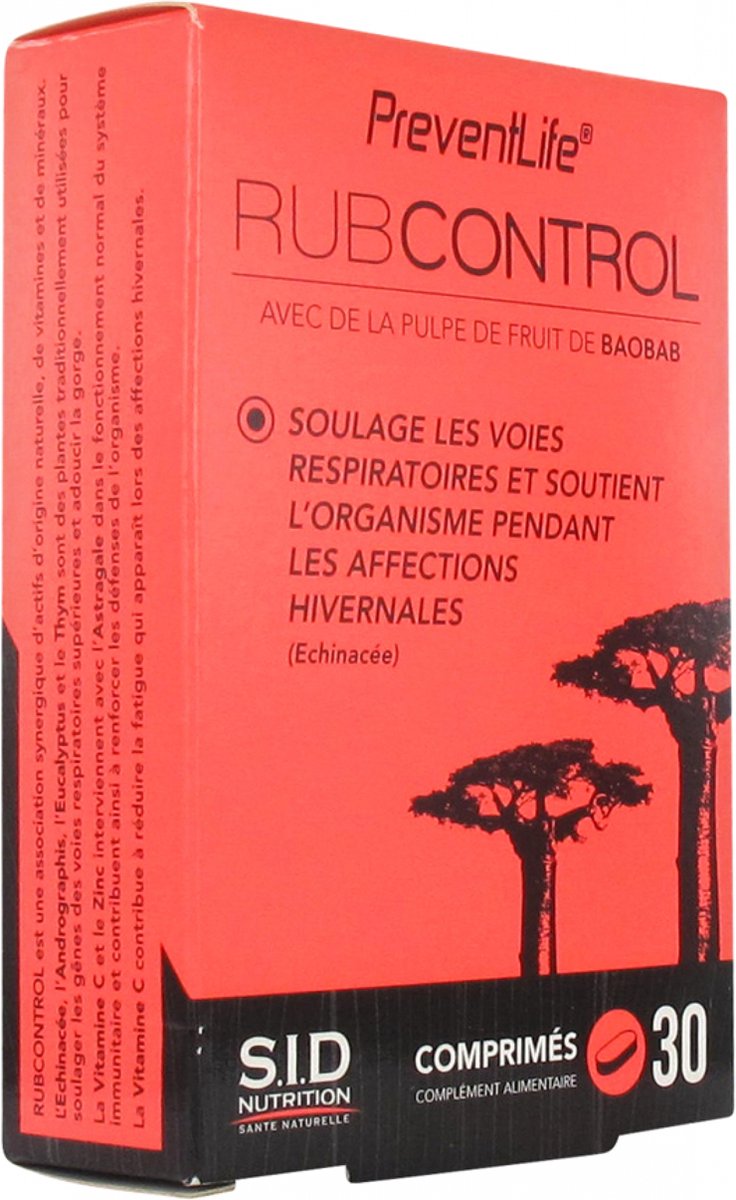 PreventLife®
RUBCONTROL
AVEC DE LA PULPE DE FRUIT DE BAOBAB
SOULAGE LES VOIES
RESPIRATOIRES ET SOUTIENT
L'ORGANISME PENDANT
LES AFFECTIONS
HIVERNALES
(Echinacée)
S.I.D
NUTRITION
SANTE NATURELLE
COMPRIMÉS
COMPLÉMENT ALIMENTAIRE
30
RUBCONTROL est une association synergique d'actifs d'origine naturelle, de vitamines et de minéraux.
L'Echinacée, l'Andrographis, l'Eucalyptus et le Thym sont des plantes traditionnellement utilisées pour
soulager les gênes des voies respiratoires supérieures et adoucir la gorge.
La Vitamine C et le Zinc interviennent avec l'Astragale dans le fonctionnement normal du système
immunitaire et contribuent ainsi à renforcer les défenses de l'organisme.
La Vitamine C contribue à réduire la fatigue qui apparaît lors des affections hivernales.